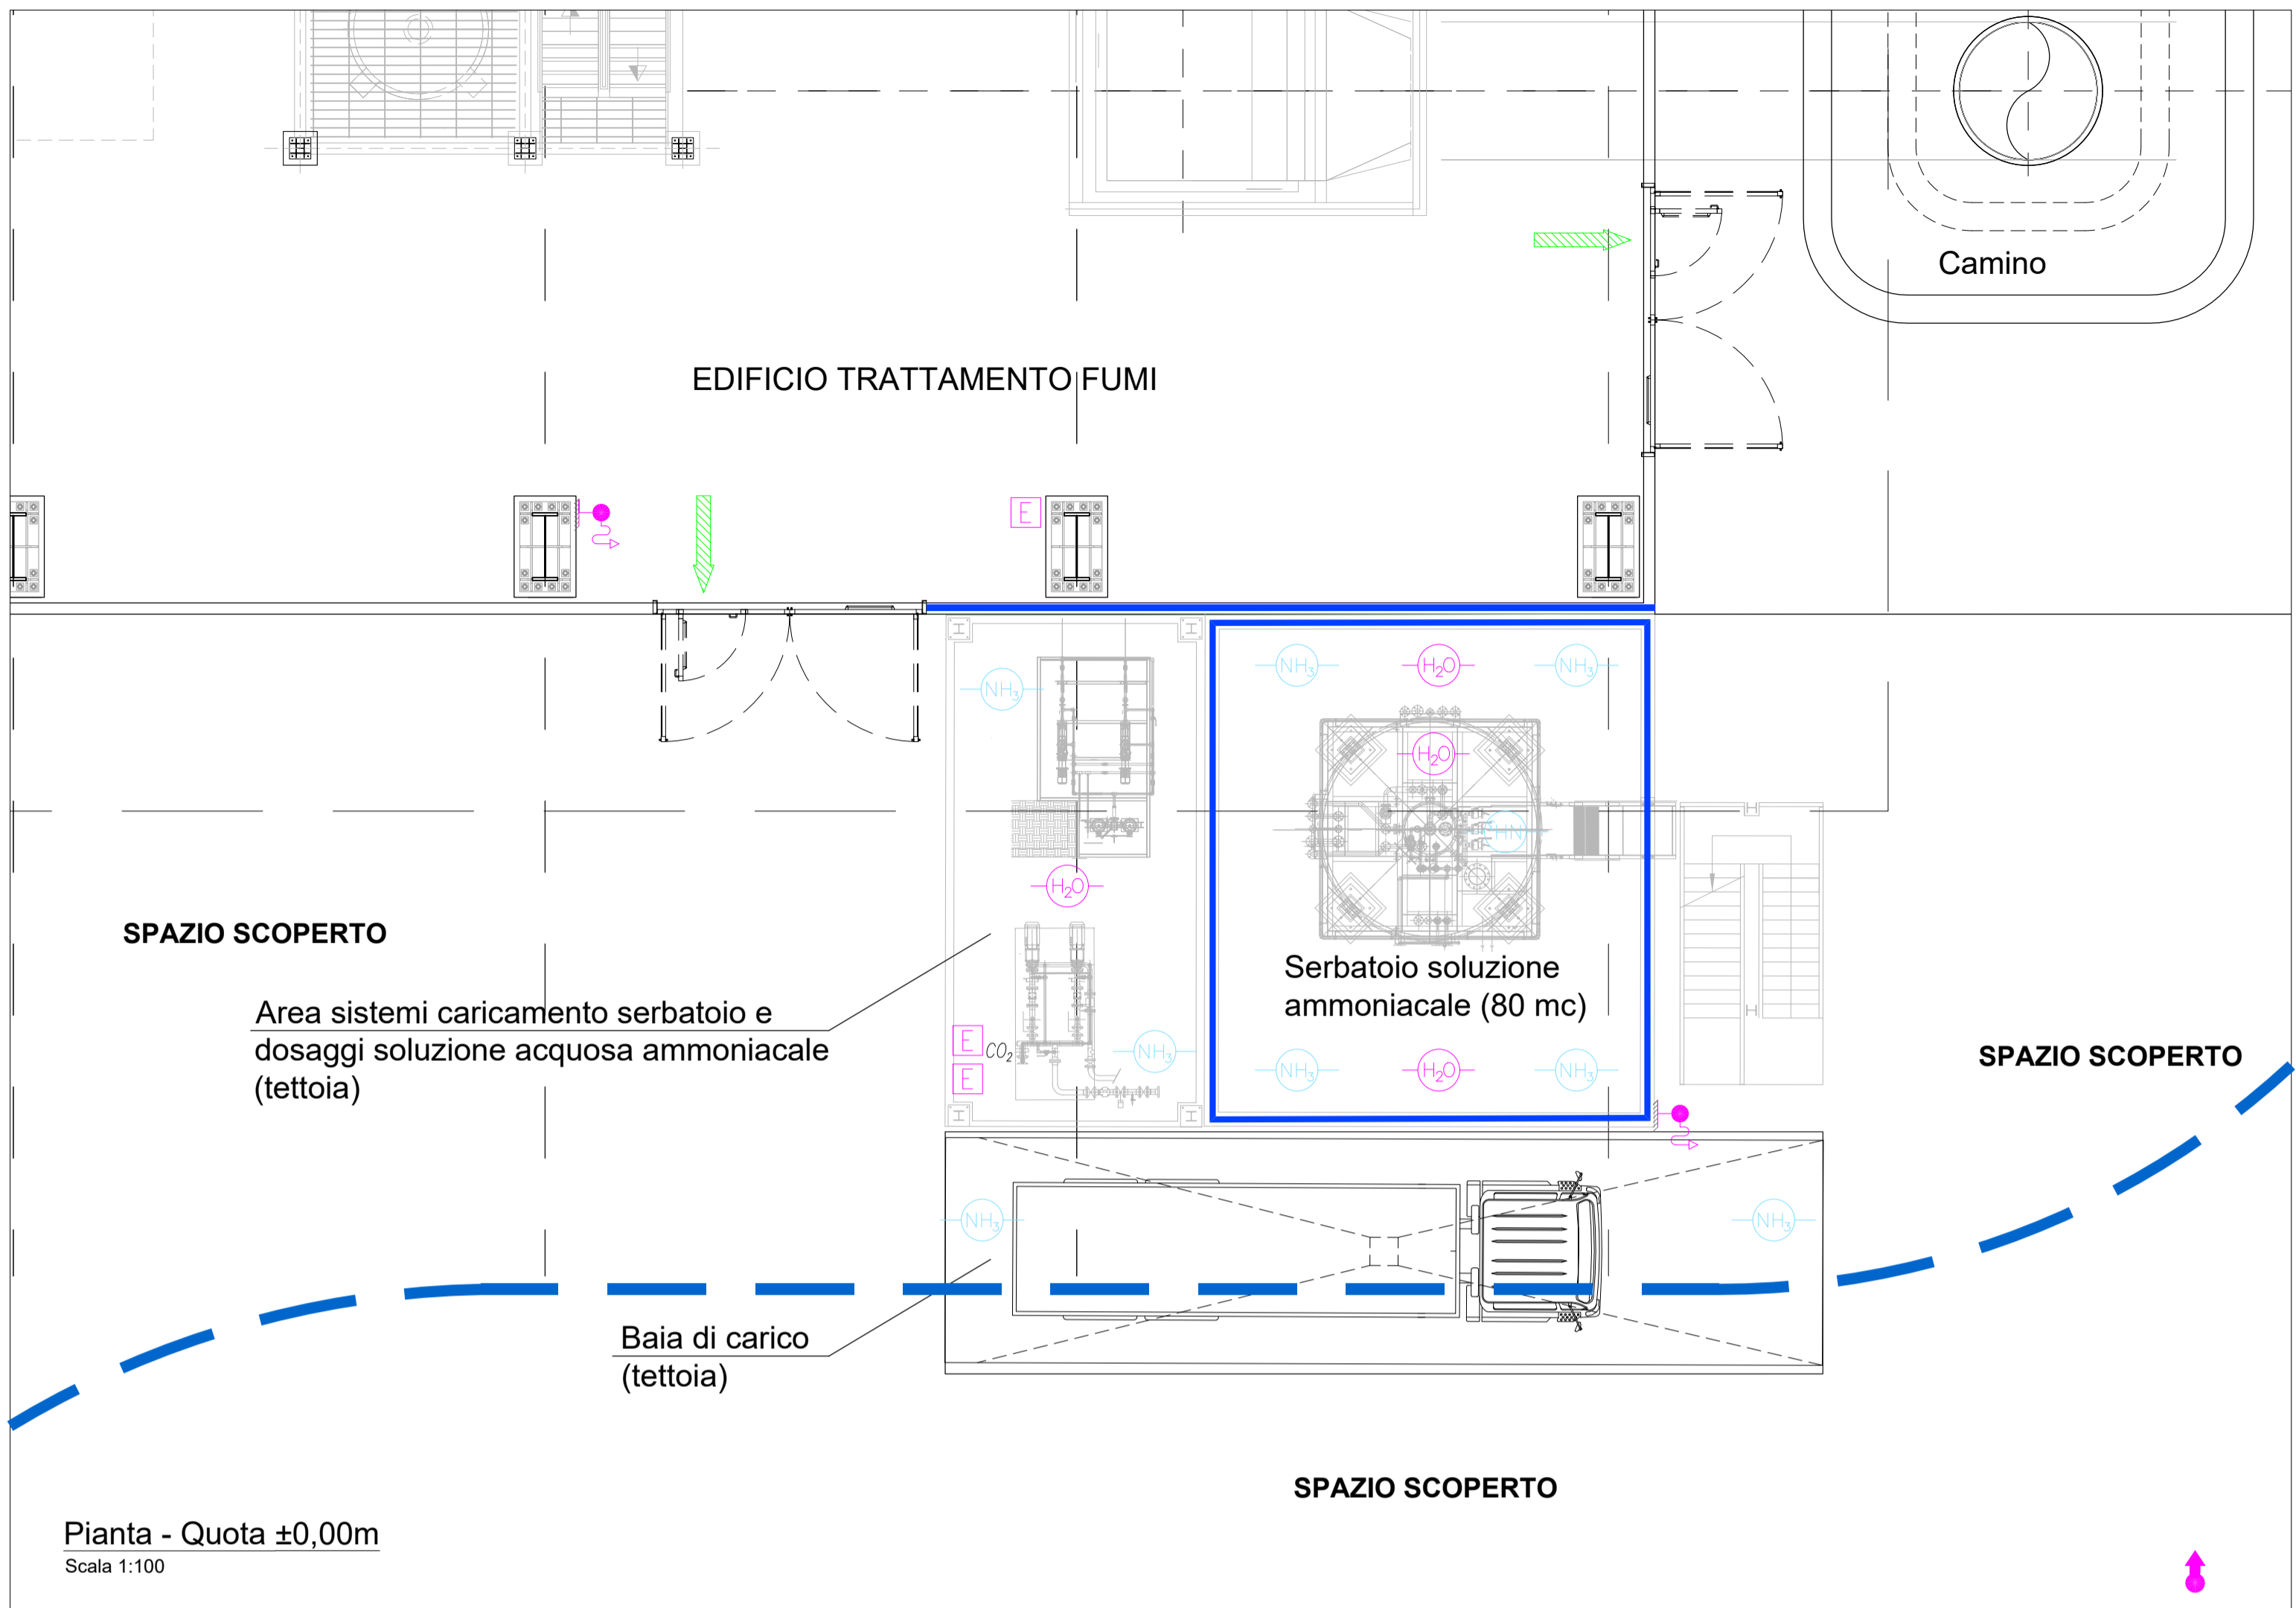 Camino
EDIFICIO TRATTAMENTO FUMI
E
NH3
H2O
NH3
NH3
H2O
NH3
H2O
SPAZIO SCOPERTO
Serbatoio soluzione
ammoniacale (80 mc)
Area sistemi caricamento serbatoio e
dosaggi soluzione acquosa ammoniacale
(tettoia)
E
CO2
E
NH3
NH3
H2O
NH3
SPAZIO SCOPERTO
NH3
NH3
Baia di carico
(tettoia)
SPAZIO SCOPERTO
Pianta - Quota ±0,00m
Scala 1:100